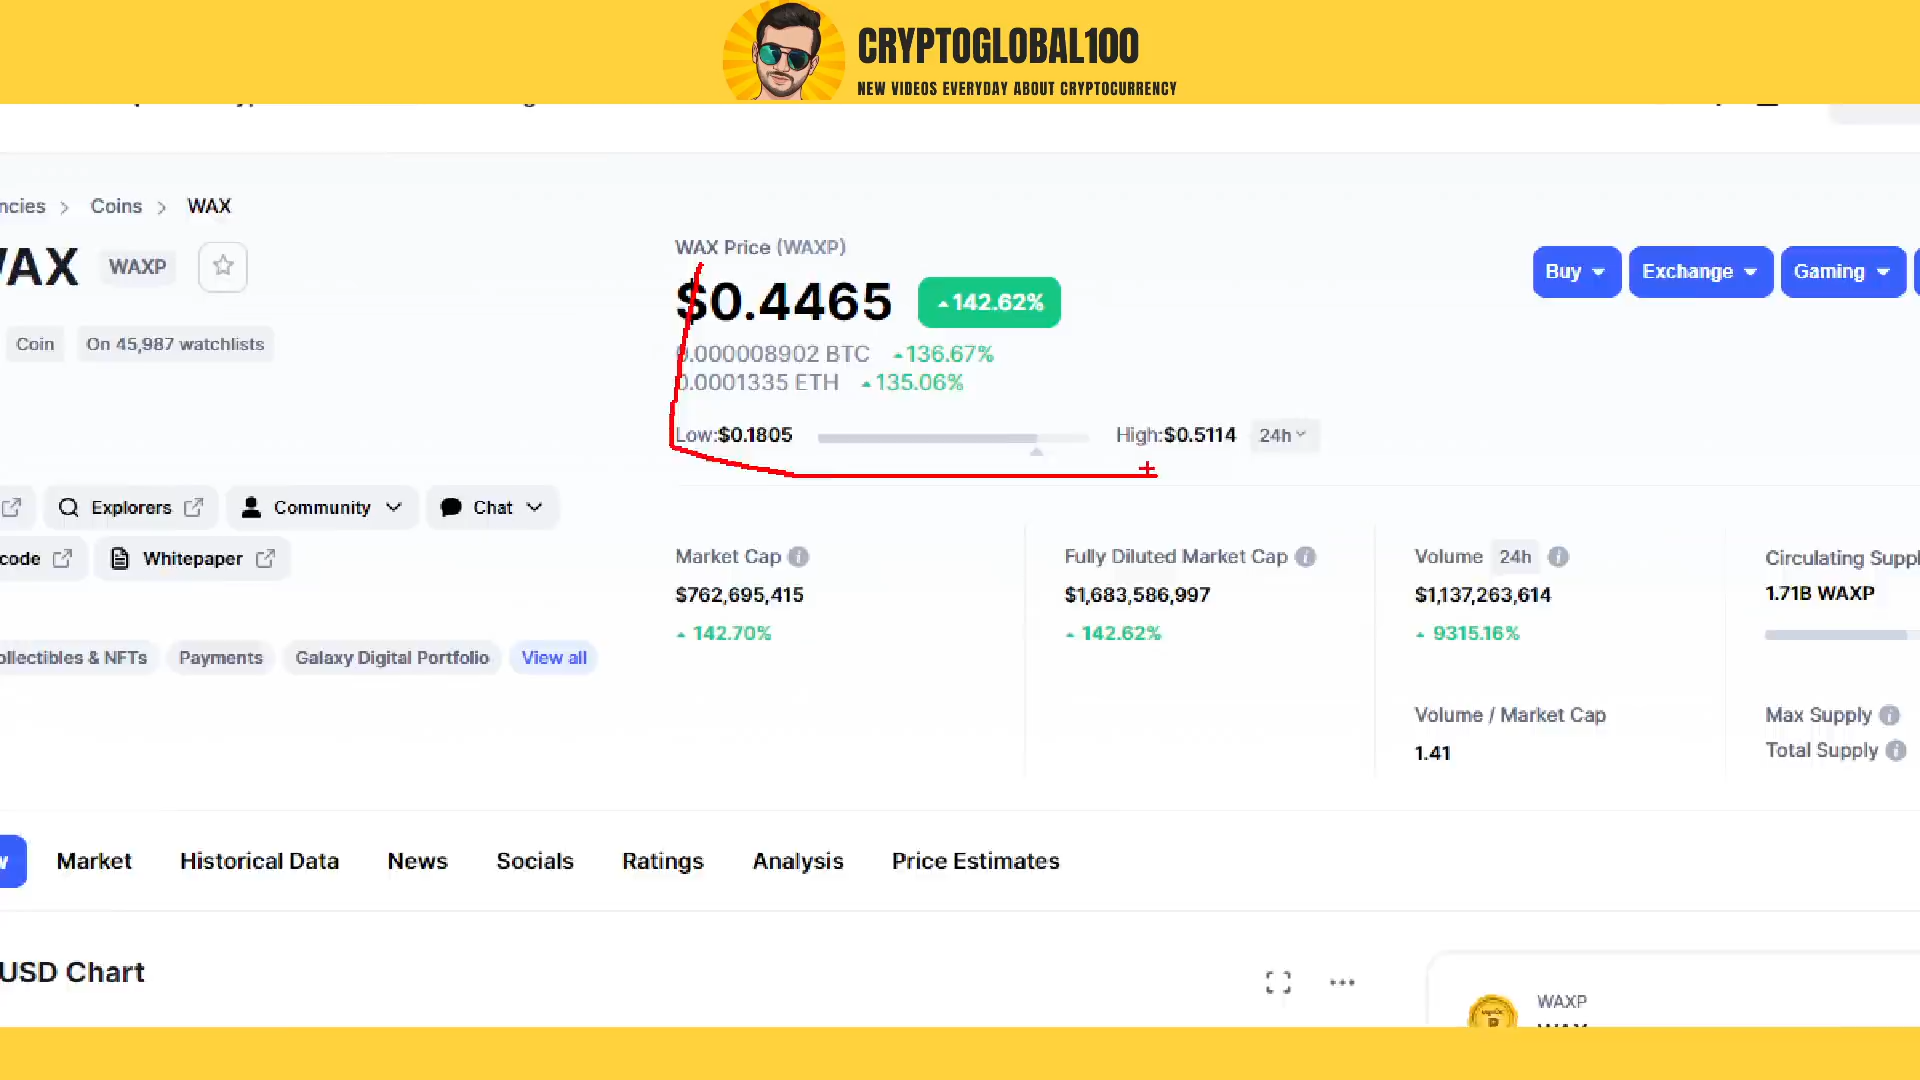 CRYPTOGLOBAL100
NEW VIDEOS EVERYDAY ABOUT CRYPTOCURRENCY
Coins > WAX
WAXP
Coin
On 45,987 watchlists
WAX Price (WAXP)
$0.4465 142.62%
0.000008902 BTC 136.67%
0.0001335 ETH 135.06%
Low:$0.1805 High:$0.5114 24h
Buy Exchange Gaming
Explorers Community Chat
code Whitepaper
Payments Galaxy Digital Portfolio View all
Market Cap
$762,695,415
142.70%
Fully Diluted Market Cap
$1,683,586,997
142.62%
Volume 24h
$1,137,263,614
9315.16%
Volume / Market Cap
1.41
Circulating
1.71B WAXP
Max Supply
Total Supply
Market Historical Data News Socials Ratings Analysis Price Estimates
USD Chart
WAXP